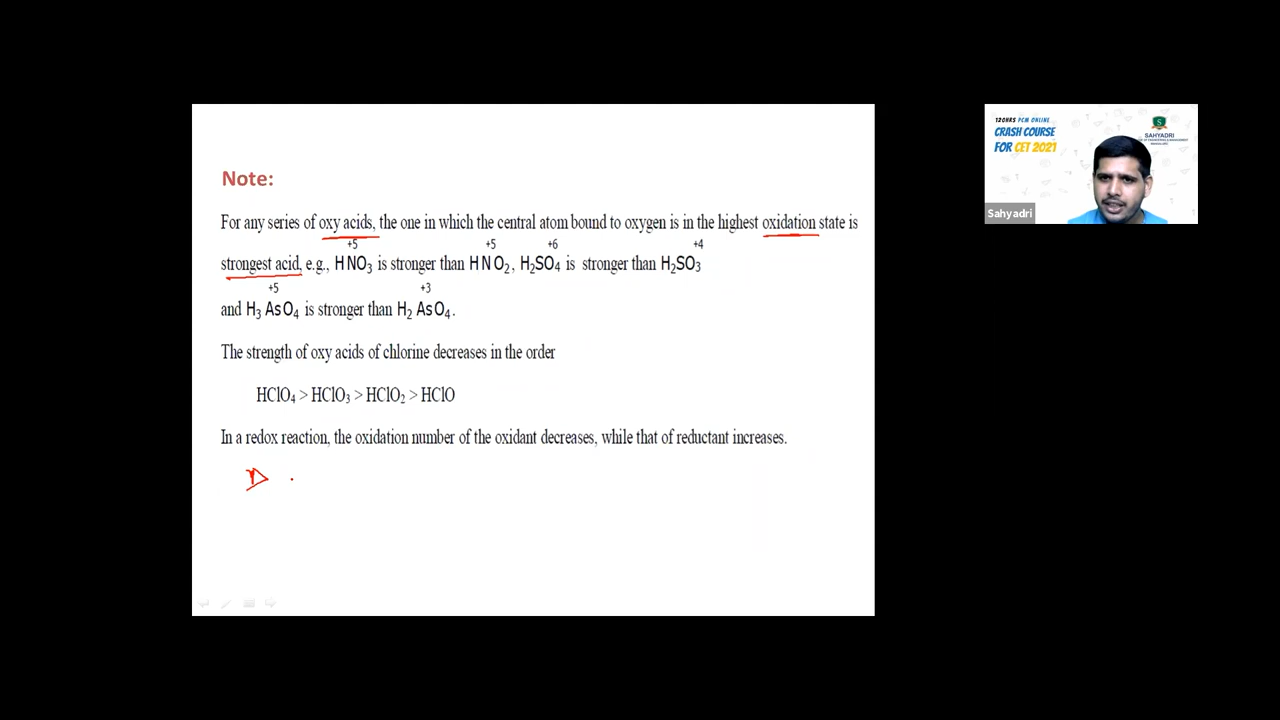 Note:
For any series of oxy acids, the one in which the central atom bound to oxygen is in the highest oxidation state is
+5 +5 +6 +4
strongest acid, e.g., HNO₃ is stronger than HNO₂, H₂SO₄ is stronger than H₂SO₃
+5 +3
and H₃AsO₄ is stronger than H₂AsO₄.
The strength of oxy acids of chlorine decreases in the order
HClO₄ > HClO₃ > HClO₂ > HClO
In a redox reaction, the oxidation number of the oxidant decreases, while that of reductant increases.
120HRS PCM ONLINE
CRASH COURSE
FOR CET 2021
SAHYADRI
Sahyadri